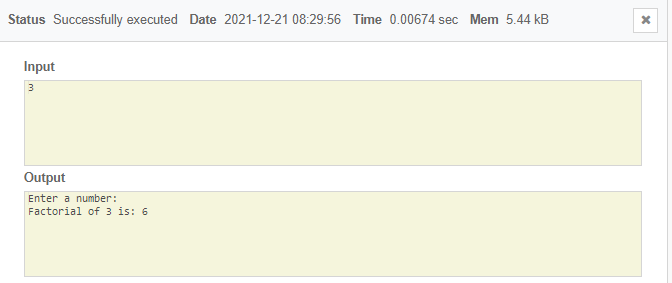 Status Successfully executed Date 2021-12-21 08:29:56 Time 0.00674 sec Mem 5.44 kB
Input
3
Output
Enter a number:
Factorial of 3 is: 6